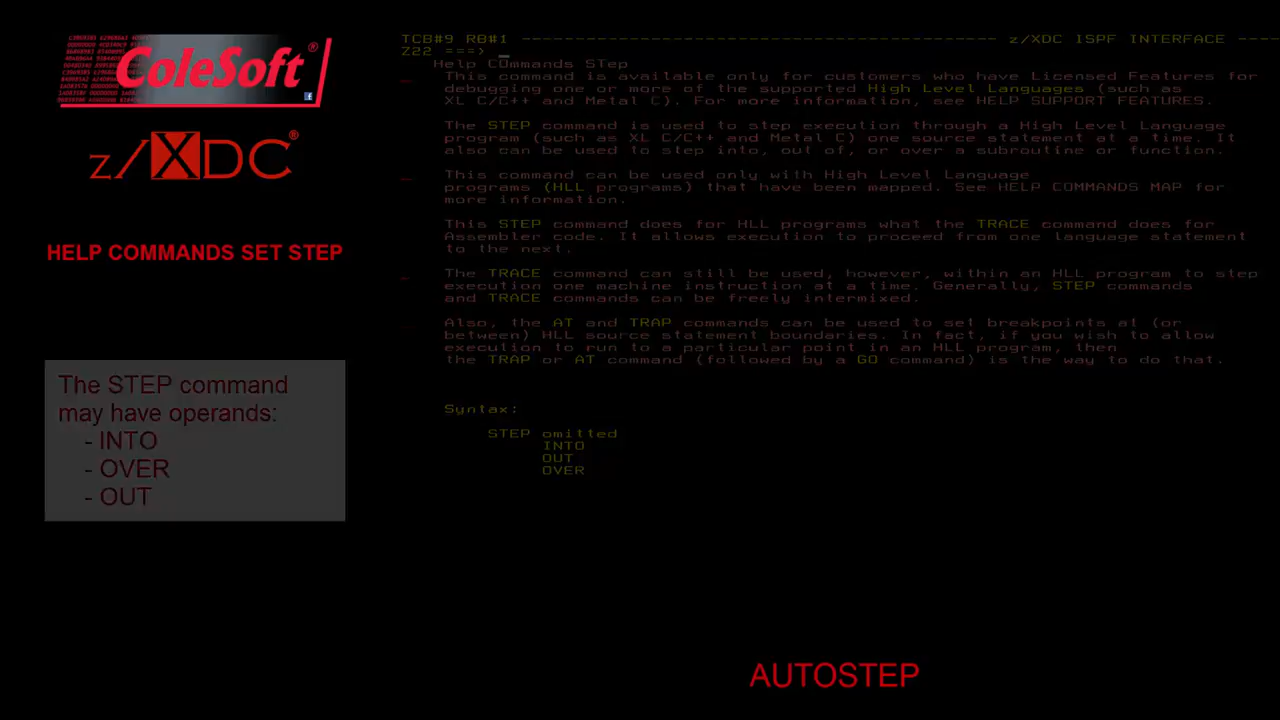 ColeSoft®
z/XDC®
HELP COMMANDS SET STEP
The STEP command
may have operands:
- INTO
- OVER
- OUT
TCB#9 RB#1 -------------------------------------------- z/XDC ISPF INTERFACE ----
Z22 ===> _
Help COmmands Step
_ This command is available only for customers who have Licensed Features for
debugging one or more of the supported High Level Languages (such as
XL C/C++ and Metal C). For more information, see HELP SUPPORT FEATURES.
The STEP command is used to step execution through a High Level Language
program (such as XL C/C++ and Metal C) one source statement at a time. It
also can be used to step into, out of, or over a subroutine or function.
_ This command can be used only with High Level Language
programs (HLL programs) that have been mapped. See HELP COMMANDS MAP for
more information.
This STEP command does for HLL programs what the TRACE command does for
Assembler code. It allows execution to proceed from one language statement
to the next.
_ The TRACE command can still be used, however, within an HLL program to step
execution one machine instruction at a time. Generally, STEP commands
and TRACE commands can be freely intermixed.
_ Also, the AT and TRAP commands can be used to set breakpoints at (or
between) HLL source statement boundaries. In fact, if you wish to allow
execution to run to a particular point in an HLL program, then
the TRAP or AT command (followed by a GO command) is the way to do that.
Syntax:
STEP omitted
INTO
OUT
OVER
AUTOSTEP